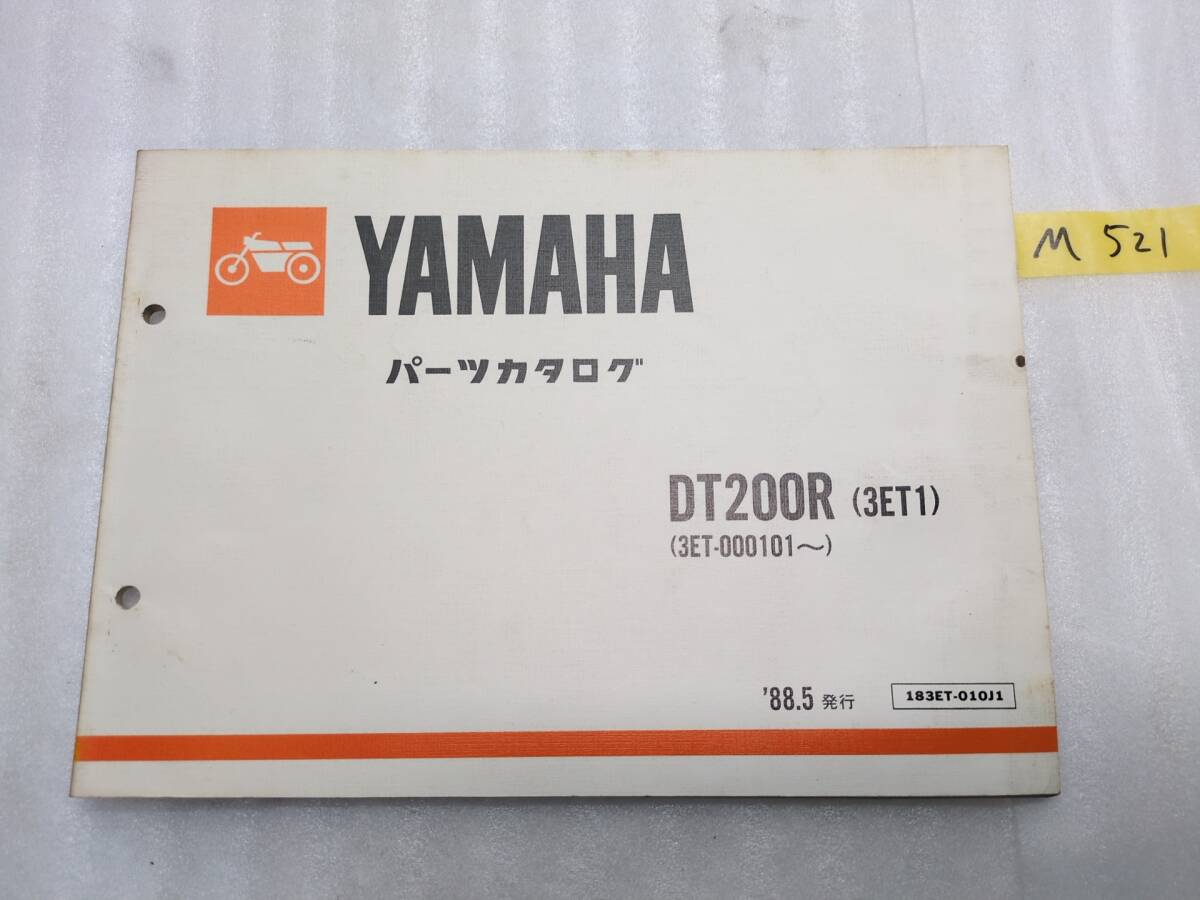 YAMAHA
M 521
パーツカタログ
DT200R (3ET1)
(3ET-000101～)
'88.5 発行
183ET-010J1